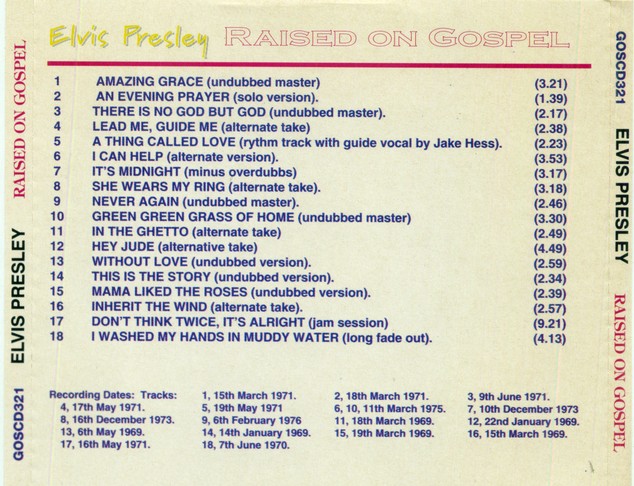 Elvis Presley RAISED ON GOSPEL
1 AMAZING GRACE (undubbed master) (3.21)
2 AN EVENING PRAYER (solo version). (1.39)
3 THERE IS NO GOD BUT GOD (undubbed master). (2.17)
4 LEAD ME, GUIDE ME (alternate take) (2.38)
5 A THING CALLED LOVE (rythm track with guide vocal by Jake Hess). (2.23)
6 I CAN HELP (alternate version). (3.53)
7 IT'S MIDNIGHT (minus overdubbs) (3.17)
8 SHE WEARS MY RING (alternate take). (3.18)
9 NEVER AGAIN (undubbed master). (2.46)
10 GREEN GREEN GRASS OF HOME (undubbed master) (3.30)
11 IN THE GHETTO (alternate take) (2.49)
12 HEY JUDE (alternative take) (4.49)
13 WITHOUT LOVE (undubbed version). (2.59)
14 THIS IS THE STORY (undubbed version). (2.34)
15 MAMA LIKED THE ROSES (undubbed version). (2.39)
16 INHERIT THE WIND (alternate take). (2.57)
17 DON'T THINK TWICE, IT'S ALRIGHT (jam session) (9.21)
18 I WASHED MY HANDS IN MUDDY WATER (long fade out). (4.13)
Recording Dates: Tracks: 1, 15th March 1971. 2, 18th March 1971. 3, 9th June 1971.
4, 17th May 1971. 5, 19th May 1971 6, 10, 11th March 1975. 7, 10th December 1973
8, 16th December 1973. 9, 6th February 1976 11, 18th March 1969. 12, 22nd January 1969.
13, 6th May 1969. 14, 14th January 1969. 15, 19th March 1969. 16, 15th March 1969.
17, 16th May 1971. 18, 7th June 1970.
GOSCD321 ELVIS PRESLEY RAISED ON GOSPEL
GOSCD321 ELVIS PRESLEY RAISED ON GOSPEL